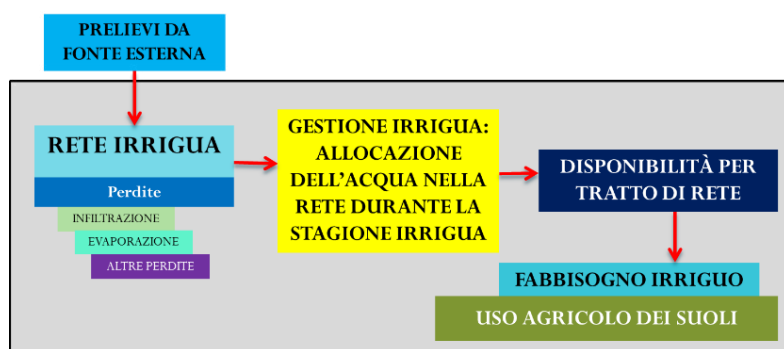 PRELIEVI DA
FONTE ESTERNA
RETE IRRIGUA
Perdite
INFILTRAZIONE
EVAPORAZIONE
ALTRE PERDITE
GESTIONE IRRIGUA:
ALLOCAZIONE
DELL'ACQUA NELLA
RETE DURANTE LA
STAGIONE IRRIGUA
DISPONIBILITÀ PER
TRATTO DI RETE
FABBISOGNO IRRIGUO
USO AGRICOLO DEI SUOLI